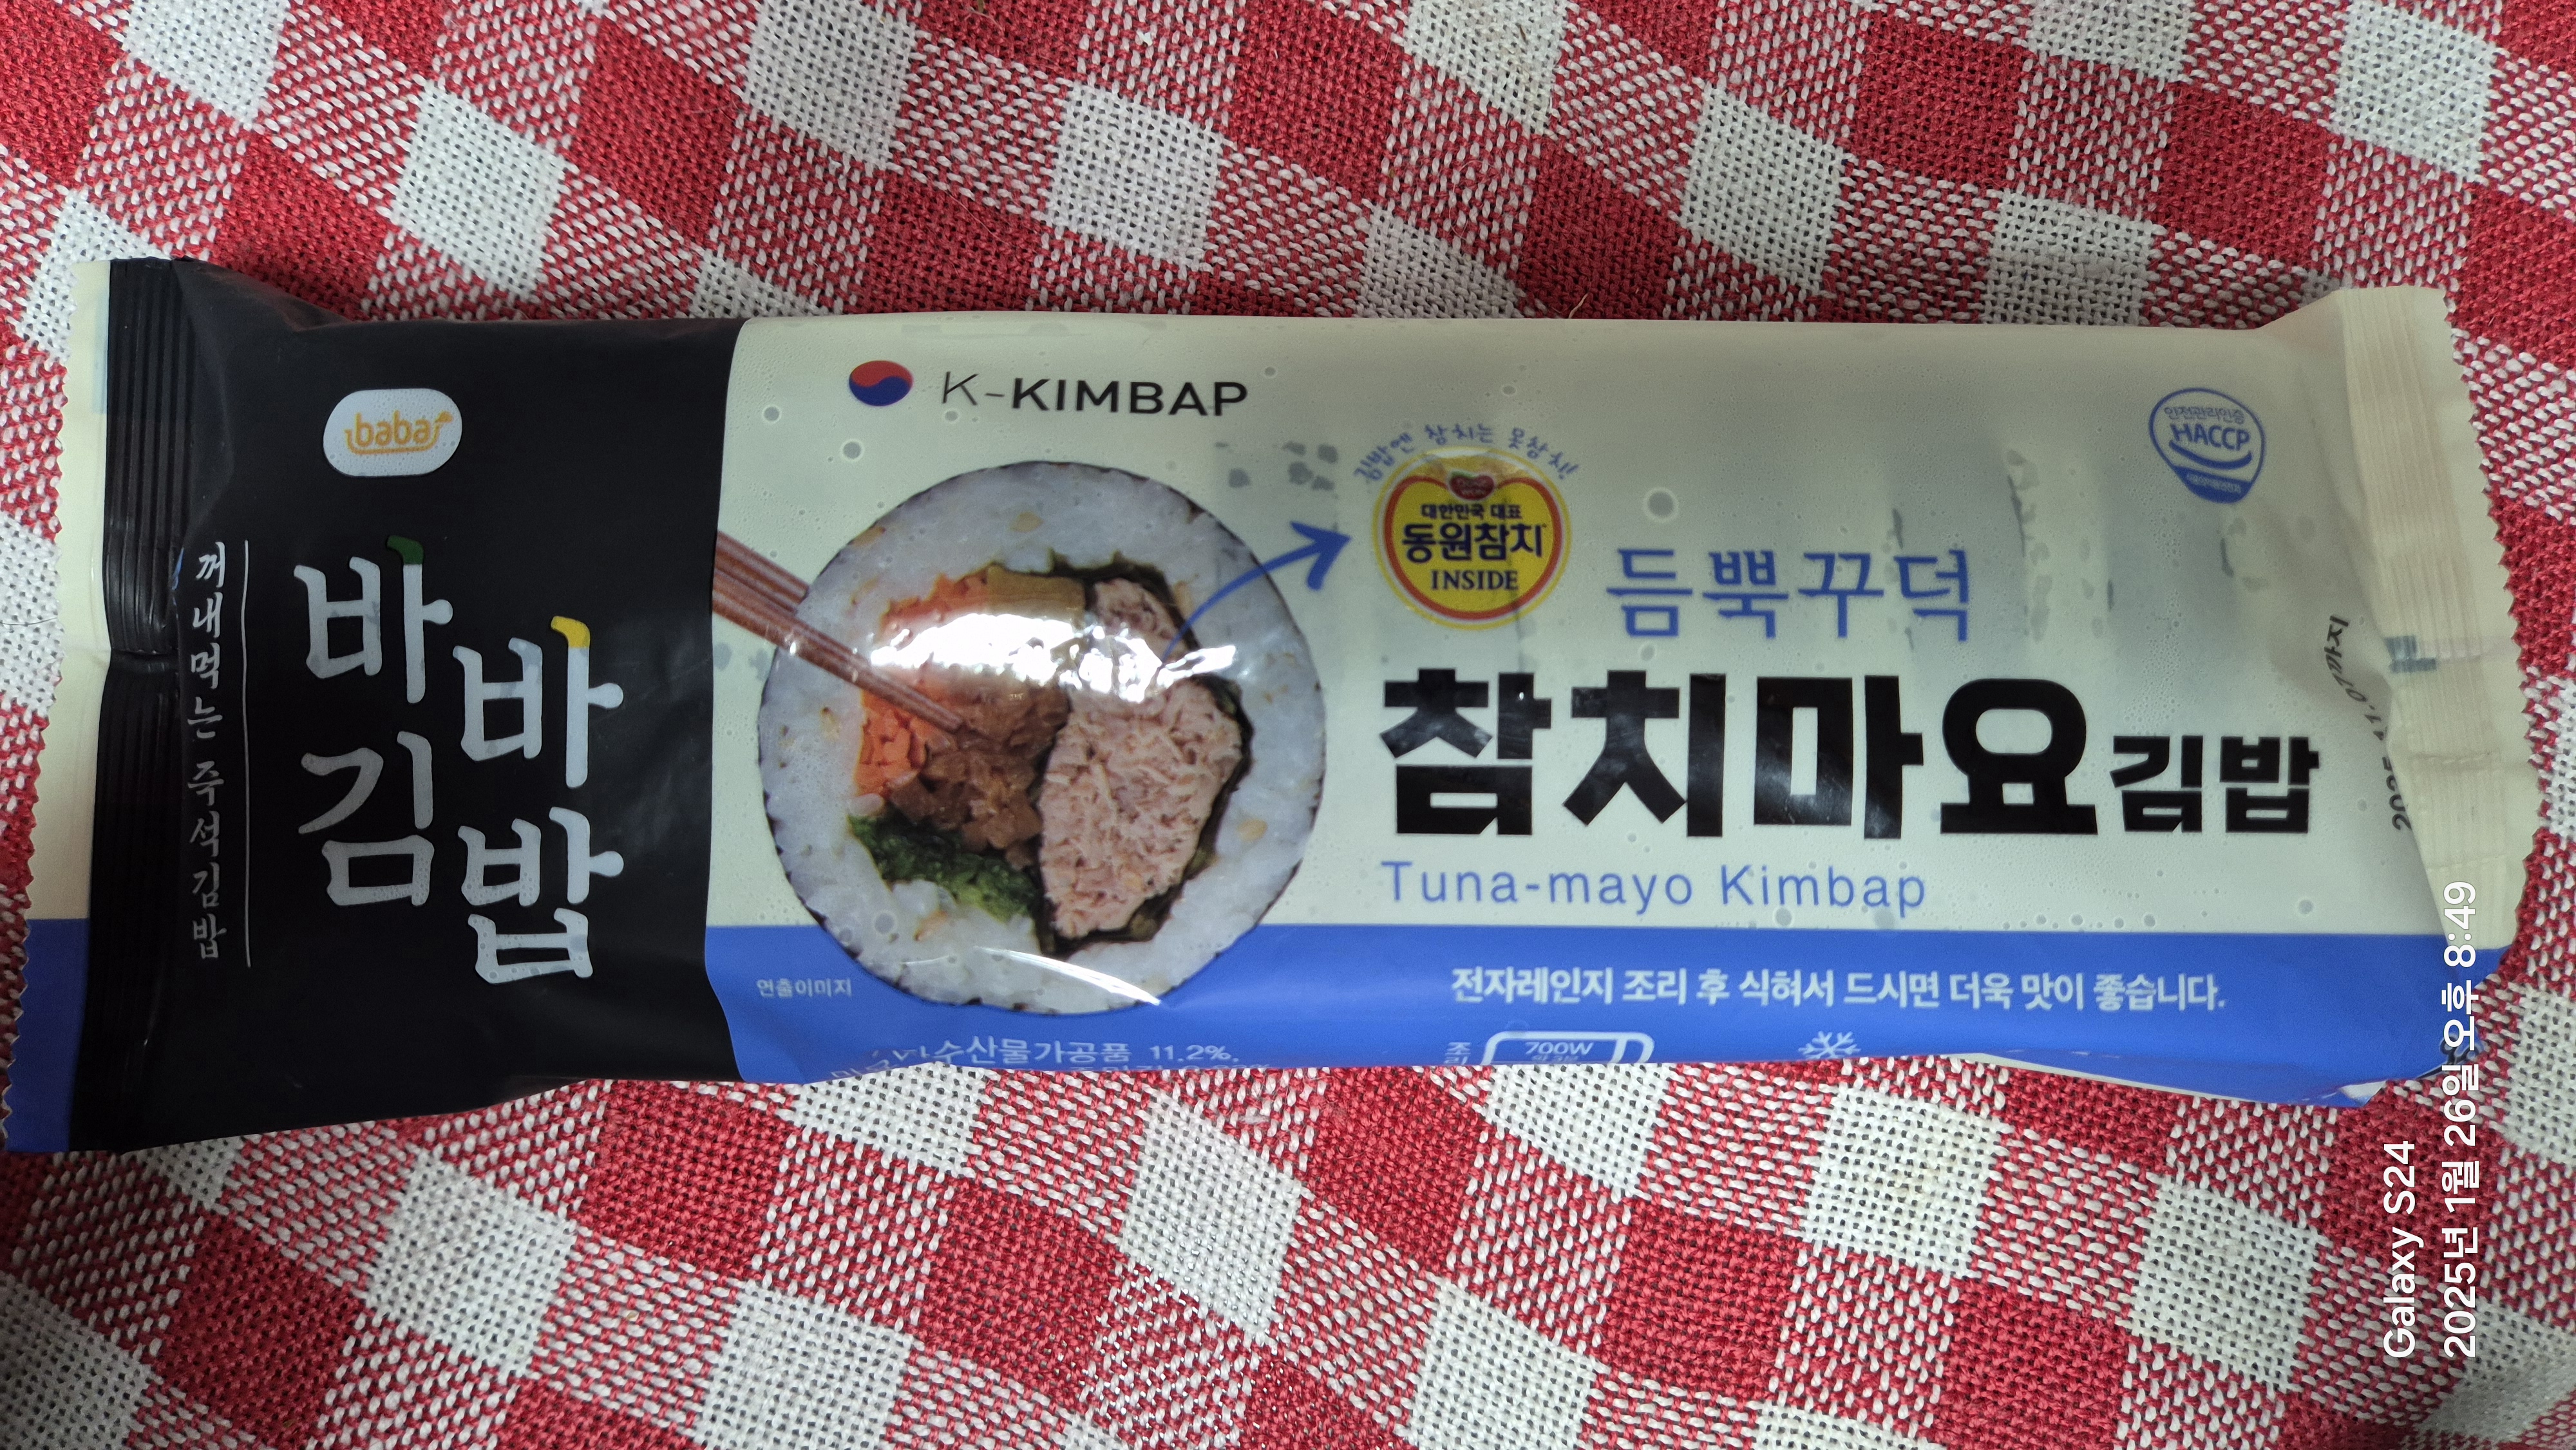 baba
바바
김밥
꺼내먹는 즉석김밥
K-KIMBAP
김밥엔 참치는 못참치!
대한민국 대표
동원참치
INSIDE
듬뿍꾸덕
참치마요김밥
Tuna-mayo Kimbap
안전관리인증
HACCP
까지
연출이미지
전자레인지 조리 후 식혀서 드시면 더욱 맛이 좋습니다.
수산물가공품 11.2%,
700W
Galaxy S24
2025년 1월 26일 오후 8:49